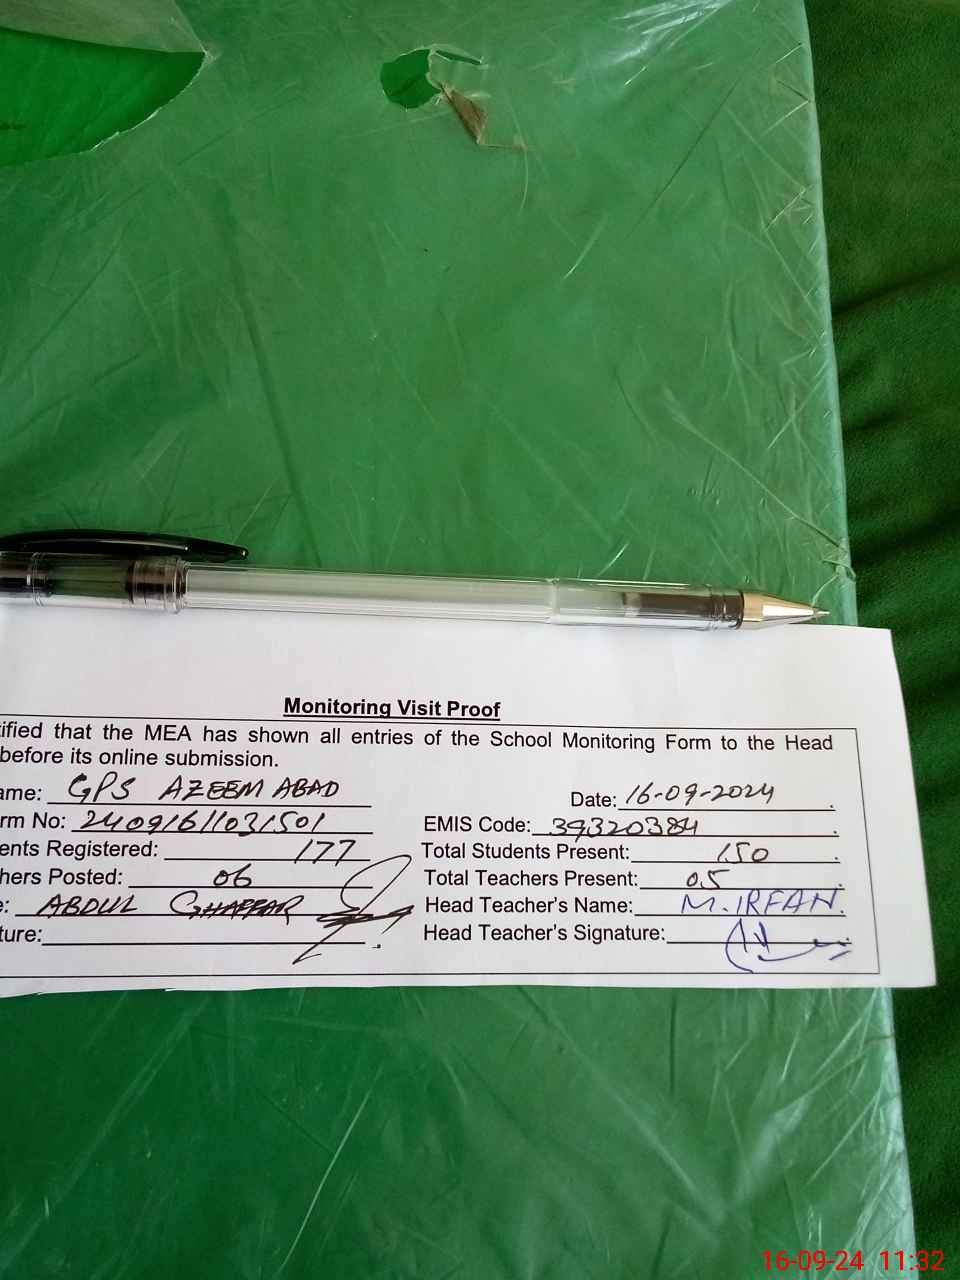 Monitoring Visit Proof
tified that the MEA has shown all entries of the School Monitoring Form to the Head
before its online submission.
ame: GPS AZEEM ABAD Date: 16-09-2024
rm No: 24091611031501 EMIS Code: 39320384
ents Registered: 177 Total Students Present: 150
hers Posted: 06 Total Teachers Present: 05
e: ABDUL GHAFFAR Head Teacher's Name: M. IRFAN.
ture: Head Teacher's Signature:
16-09-24 11:32